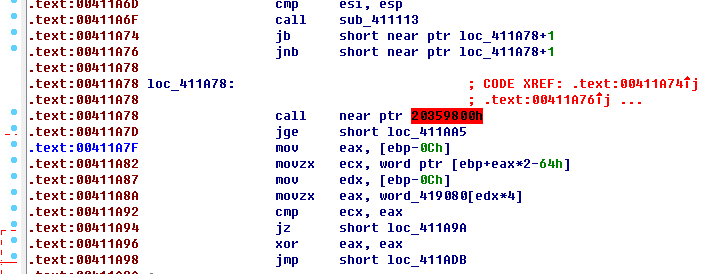 .text:00411A6D cmp esi, esp
.text:00411A6F call sub_411113
.text:00411A74 jb short near ptr loc_411A78+1
.text:00411A76 jnb short near ptr loc_411A78+1
.text:00411A78
.text:00411A78 loc_411A78: ; CODE XREF: .text:00411A74îj
.text:00411A78 ; .text:00411A76îj ...
.text:00411A78 call near ptr 20359800h
.text:00411A7D jge short loc_411AA5
.text:00411A7F mov eax, [ebp-0Ch]
.text:00411A82 movzx ecx, word ptr [ebp+eax*2-64h]
.text:00411A87 mov edx, [ebp-0Ch]
.text:00411A8A movzx eax, word_419080[edx*4]
.text:00411A92 cmp ecx, eax
.text:00411A94 jz short loc_411A9A
.text:00411A96 xor eax, eax
.text:00411A98 jmp short loc_411ADB